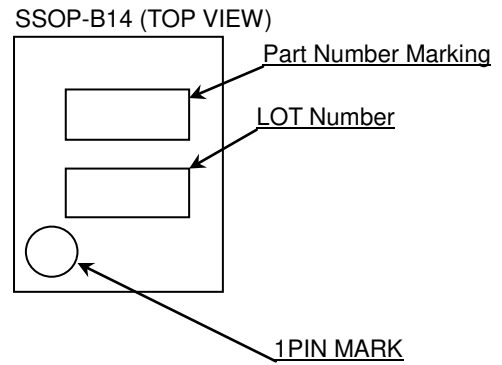 SSOP-B14 (TOP VIEW)
Part Number Marking
LOT Number
1PIN MARK